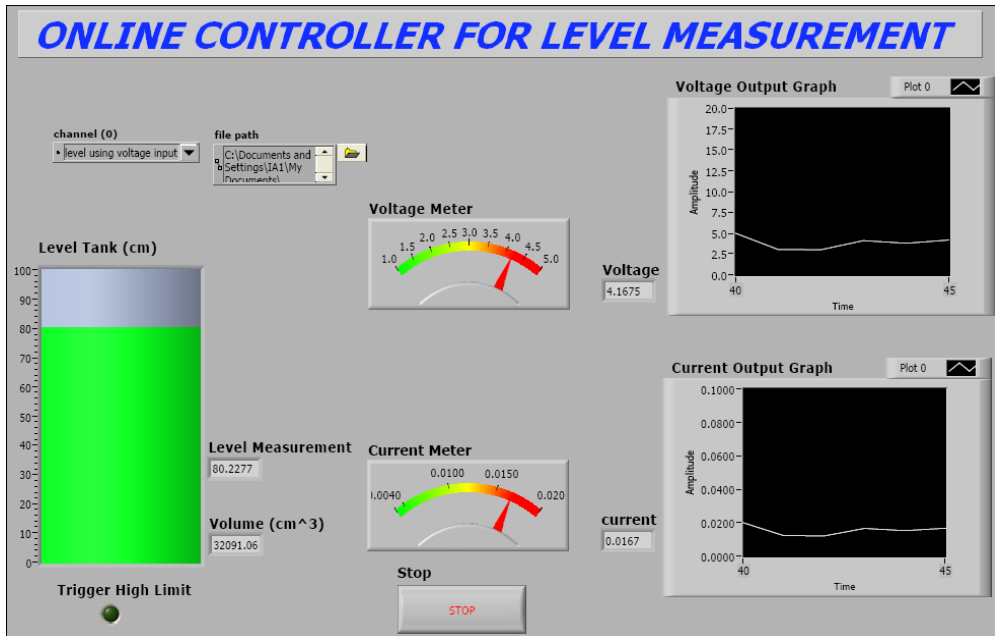 ONLINE CONTROLLER FOR LEVEL MEASUREMENT
channel (0)
level using voltage input
file path
C:\Documents and
Settings\IA1\My
Documents\
Voltage Output Graph
Plot 0
20.0
17.5
15.0
12.5
10.0
7.5
5.0
2.5
0.0
Amplitude
40
45
Time
Voltage Meter
1.0
1.5
2.0
2.5
3.0
3.5
4.0
4.5
5.0
Voltage
4.1675
Level Tank (cm)
100
90
80
70
60
50
40
30
20
10
0
Level Measurement
80.2277
Volume (cm^3)
32091.06
Trigger High Limit
Current Meter
0.0040
0.0100
0.0150
0.020
current
0.0167
Current Output Graph
Plot 0
0.1000
0.0800
0.0600
0.0400
0.0200
0.0000
Amplitude
40
45
Time
Stop
STOP